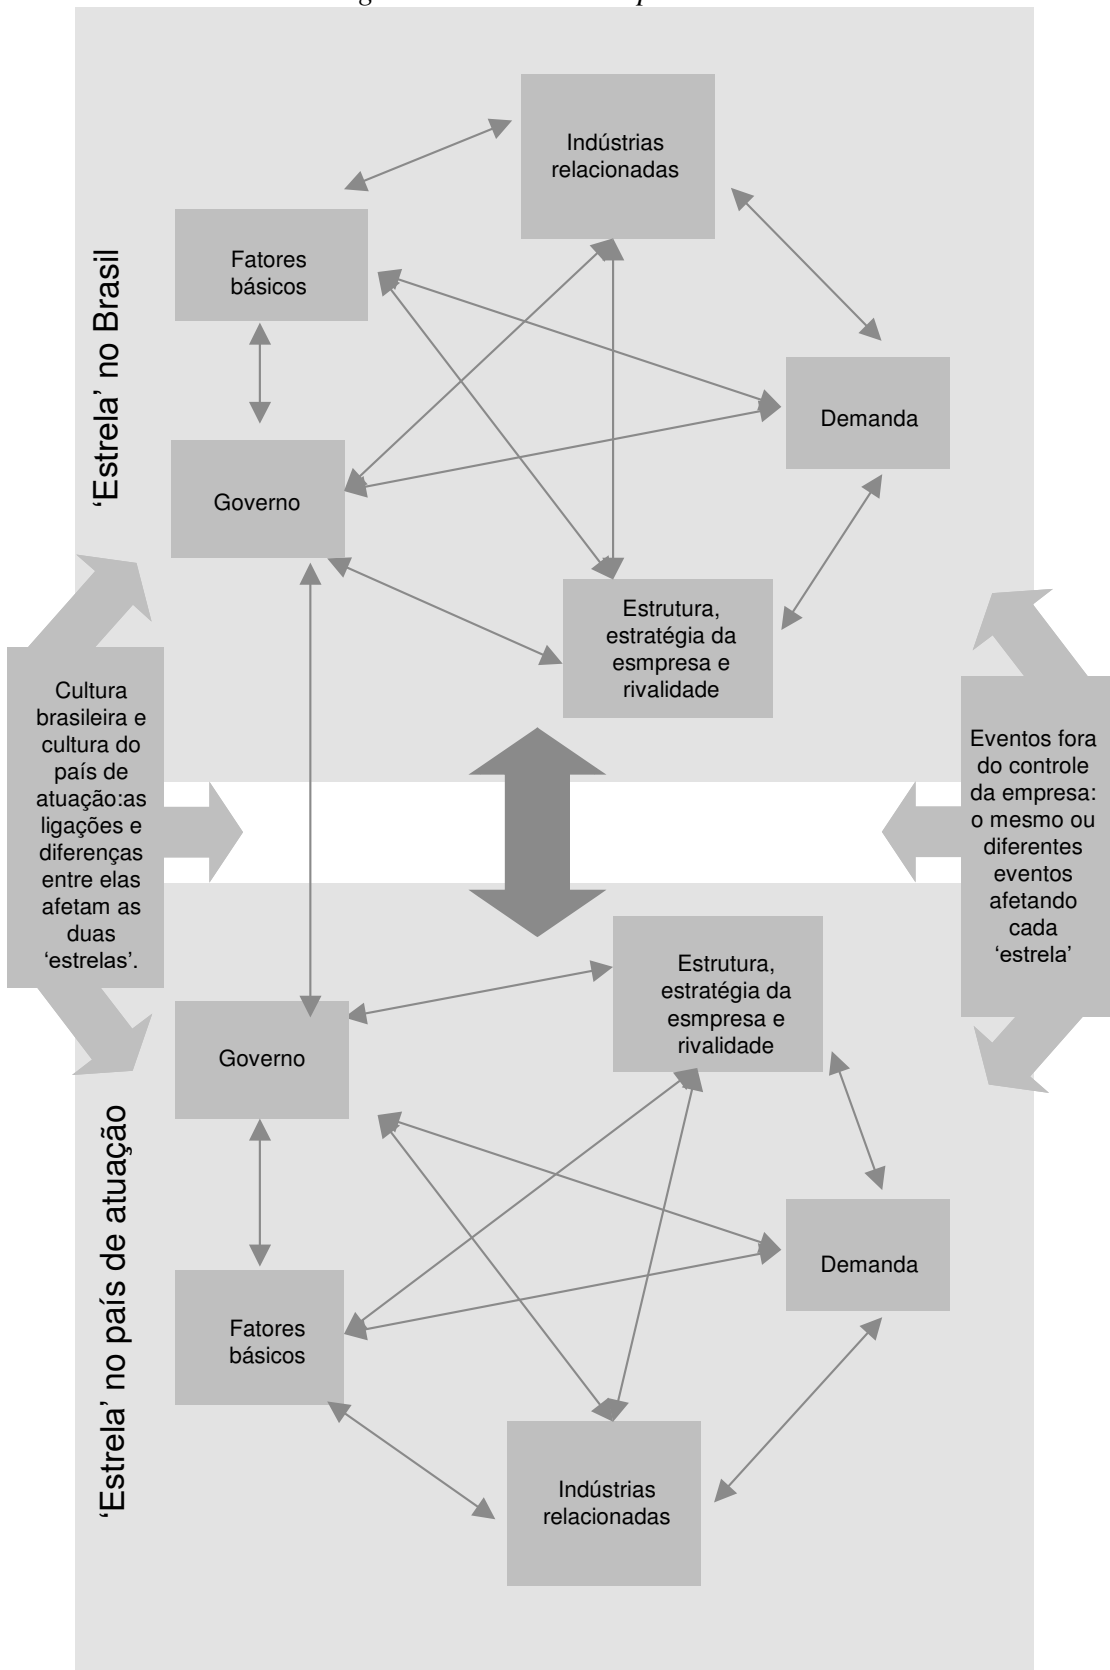 Indústrias
relacionadas
Fatores
básicos
'Estrela' no Brasil
Demanda
Governo
Estrutura,
estratégia da
esmpresa e
rivalidade
Cultura
brasileira e
cultura do
país de
atuação:as
ligações e
diferenças
entre elas
afetam as
duas
‘estrelas’.
Eventos fora
do controle
da empresa:
o mesmo ou
diferentes
eventos
afetando
cada
‘estrela’
Estrutura,
estratégia da
esmpresa e
rivalidade
Governo
‘Estrela’ no país de atuação
Demanda
Fatores
básicos
Indústrias
relacionadas